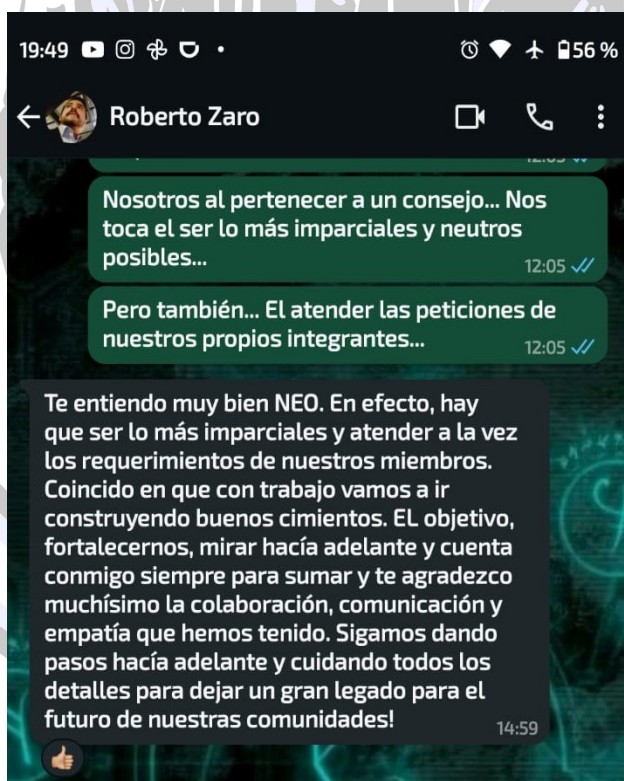 19:49
56 %
Roberto Zaro
12:05
Nosotros al pertenecer a un consejo... Nos
toca el ser lo más imparciales y neutros
posibles...
12:05
Pero también... El atender las peticiones de
nuestros propios integrantes...
12:05
Te entiendo muy bien NEO. En efecto, hay
que ser lo más imparciales y atender a la vez
los requerimientos de nuestros miembros.
Coincido en que con trabajo vamos a ir
construyendo buenos cimientos. EL objetivo,
fortalecernos, mirar hacía adelante y cuenta
conmigo siempre para sumar y te agradezco
muchísimo la colaboración, comunicación y
empatía que hemos tenido. Sigamos dando
pasos hacía adelante y cuidando todos los
detalles para dejar un gran legado para el
futuro de nuestras comunidades!
14:59